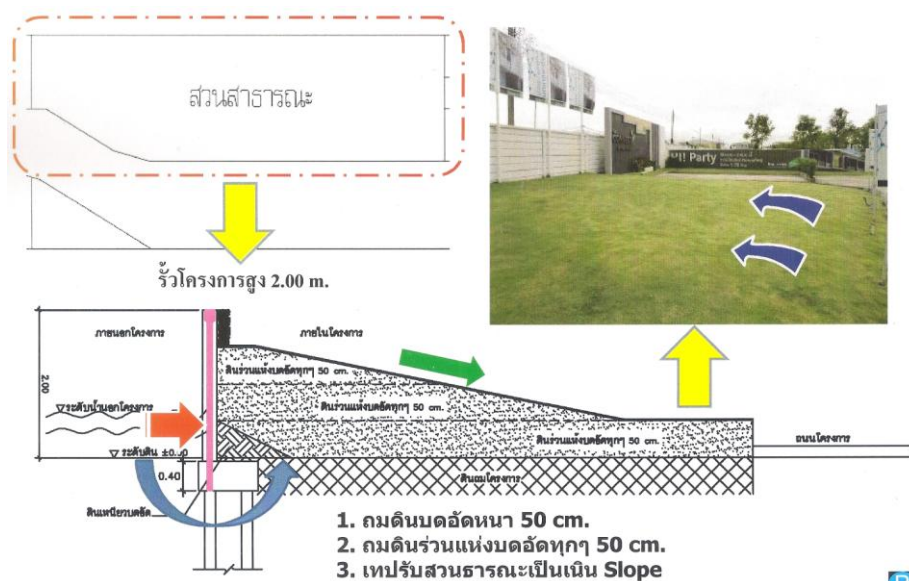 สวนสาธารณะ
รั้วโครงการสูง 2.00 m.
PI! Party
ภายนอกโครงการ
ภายในโครงการ
2.00
ดินร่วนแห่งบดอัดทุกๆ 50 cm.
ระดับน้ำนอกโครงการ
ดินร่วนแห่งบดอัดทุกๆ 50 cm.
ดินร่วนแห่งบดอัดทุกๆ 50 cm.
ถนนโครงการ
ระดับดิน ±0.00
0.40
ดินถมโครงการ
ดินเหนียวบดอัด
1. ถมดินบดอัดหนา 50 cm.
2. ถมดินร่วนแห่งบดอัดทุกๆ 50 cm.
3. เทปรับสวนธารณะเป็นเนิน Slope